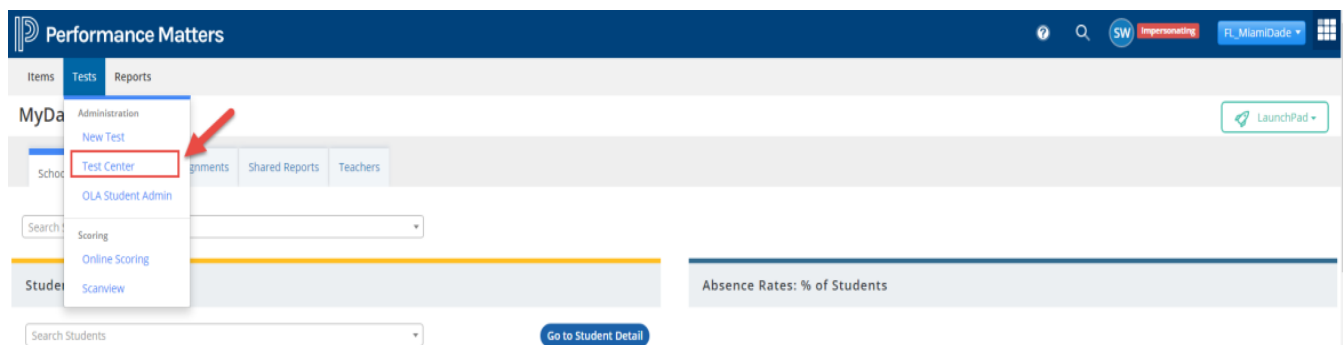 Performance Matters
SW Impersonating FL_MiamiDade
Items Tests Reports
MyDa
LaunchPad
Administration
New Test
Test Center
OLA Student Admin
Schoo gnments Shared Reports Teachers
Search S
Scoring
Online Scoring
Scanview
Studen
Absence Rates: % of Students
Search Students
Go to Student Detail